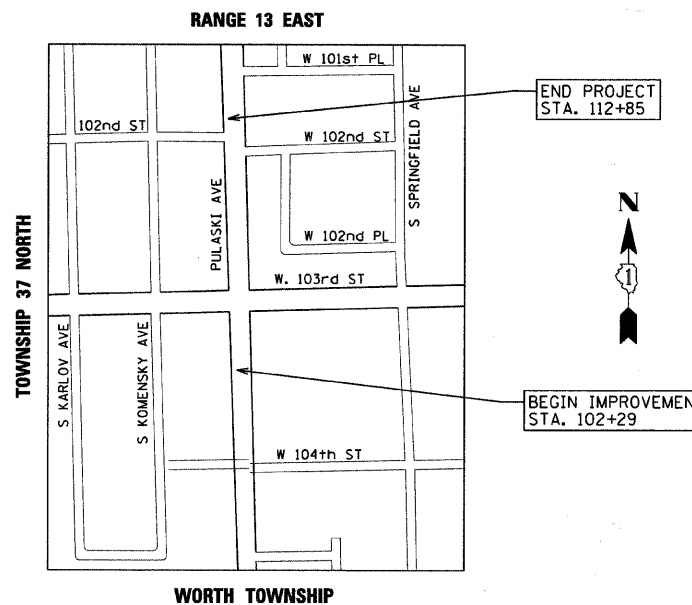 RANGE 13 EAST
W 101st PL
END PROJECT
STA. 112+85
102nd ST
W 102nd ST
S SPRINGFIELD AVE
PULASKI AVE
W 102nd PL
N
1
W. 103rd ST
TOWNSHIP 37 NORTH
S KARLOV AVE
S KOMENSKY AVE
BEGIN IMPROVEMEN
STA. 102+29
W 104th ST
WORTH TOWNSHIP